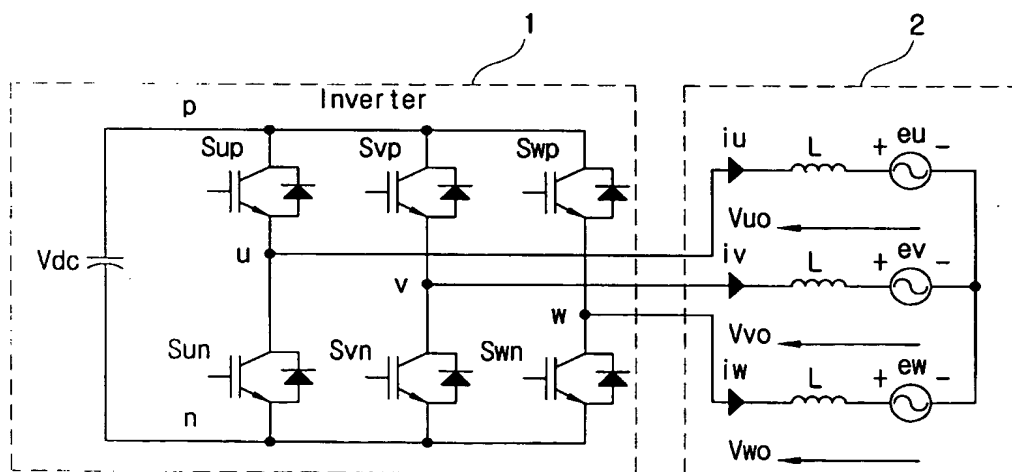 1
2
p
Inverter
Sup
Svp
Swp
iu
L
+
eu
-
Vuo
Vdc
u
iv
L
+
ev
-
v
w
Vvo
Sun
Svn
Swn
iw
L
+
ew
-
n
Vwo